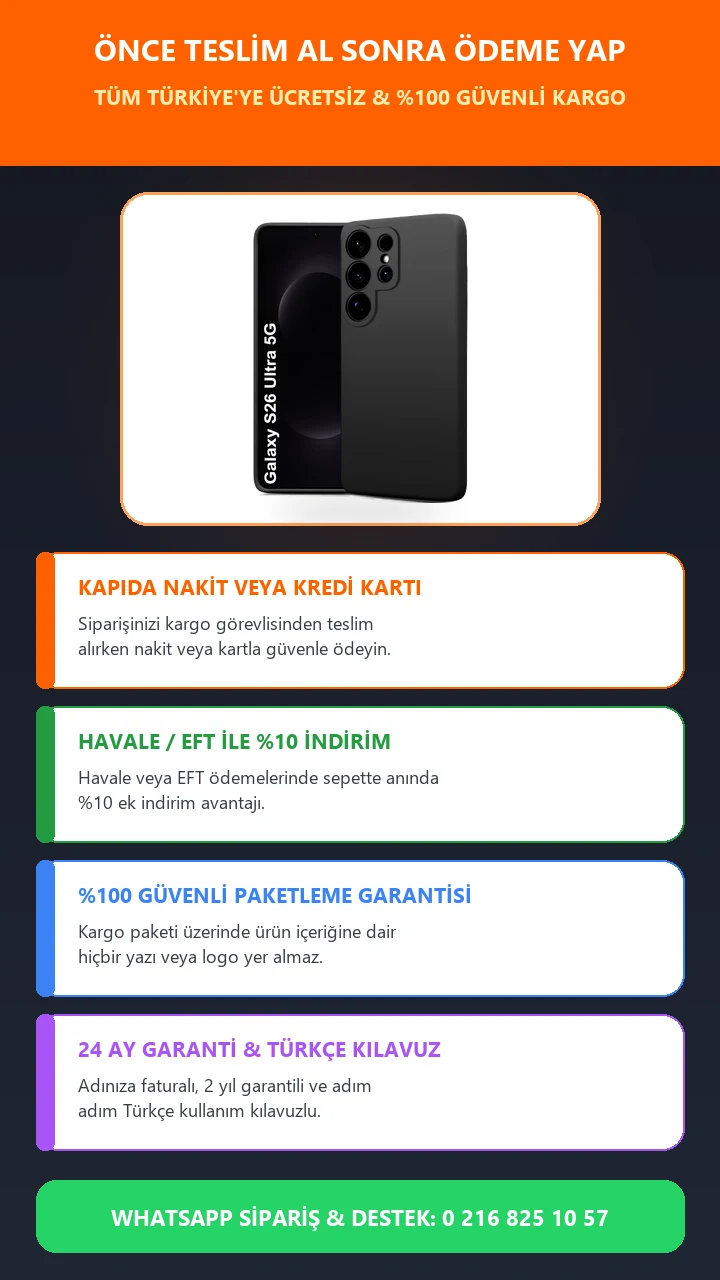 ÖNCE TESLİM AL SONRA ÖDEME YAP
TÜM TÜRKİYE'YE ÜCRETSİZ & %100 GÜVENLİ KARGO
Galaxy S26 Ultra 5G
KAPIDA NAKİT VEYA KREDİ KARTI
Siparişinizi kargo görevlisinden teslim
alırken nakit veya kartla güvenle ödeyin.
HAVALE / EFT İLE %10 İNDİRİM
Havale veya EFT ödemelerinde sepette anında
%10 ek indirim avantajı.
%100 GÜVENLİ PAKETLEME GARANTİSİ
Kargo paketi üzerinde ürün içeriğine dair
hiçbir yazı veya logo yer almaz.
24 AY GARANTİ & TÜRKÇE KILAVUZ
Adınıza faturalı, 2 yıl garantili ve adım
adım Türkçe kullanım kılavuzlu.
WHATSAPP SİPARİŞ & DESTEK: 0 216 825 10 57